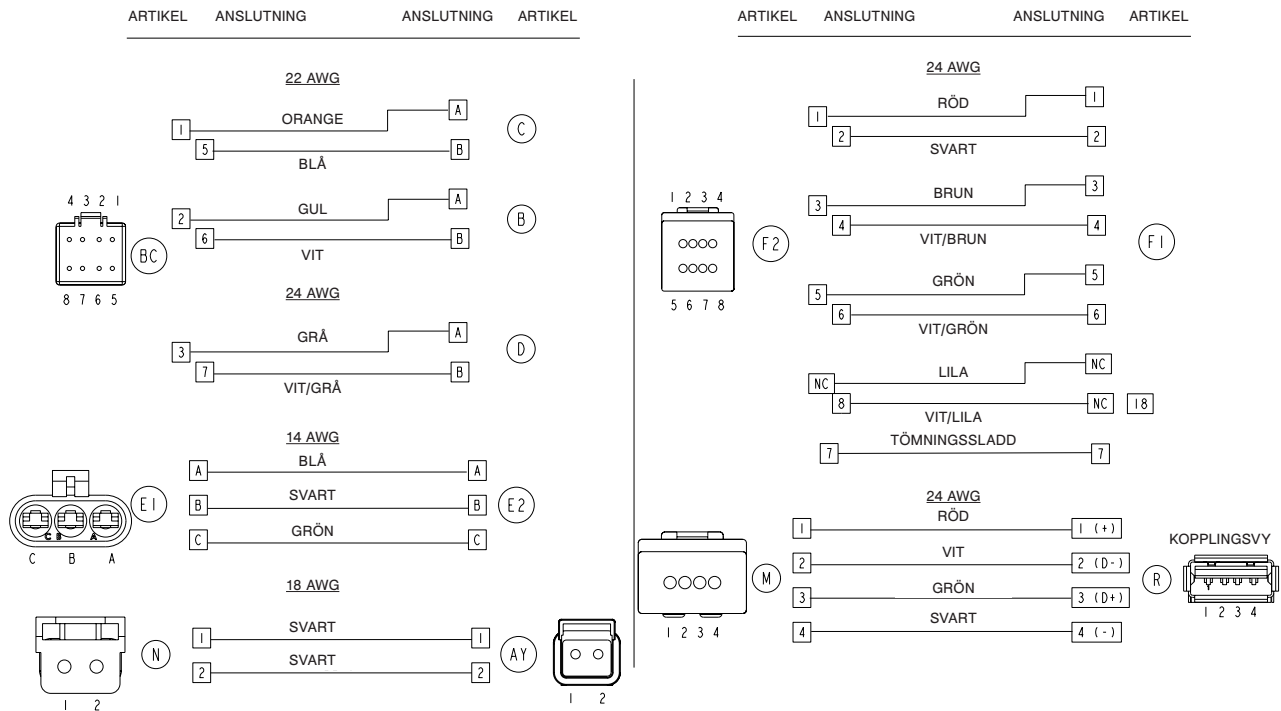 ARTIKEL ANSLUTNING ANSLUTNING ARTIKEL
22 AWG
1 ORANGE A
5 BLÅ B
C
4 3 2 1
BC
8 7 6 5
2 GUL A
6 VIT B
B
24 AWG
3 GRÅ A
7 VIT/GRÅ B
D
14 AWG
A BLÅ A
B SVART B
C GRÖN C
E1
C B A
C B A
E2
18 AWG
1 SVART 1
2 SVART 2
N
1 2
AY
1 2
ARTIKEL ANSLUTNING ANSLUTNING ARTIKEL
24 AWG
1 RÖD 1
2 SVART 2
3 BRUN 3
4 VIT/BRUN 4
1 2 3 4
F2
5 6 7 8
F1
5 GRÖN 5
6 VIT/GRÖN 6
NC LILA NC
8 VIT/LILA NC 18
7 TÖMNINGSSLADD 7
24 AWG
1 RÖD 1 (+)
2 VIT 2 (D-)
3 GRÖN 3 (D+)
4 SVART 4 (-)
M
1 2 3 4
R
KOPPLINGSVY
1 2 3 4